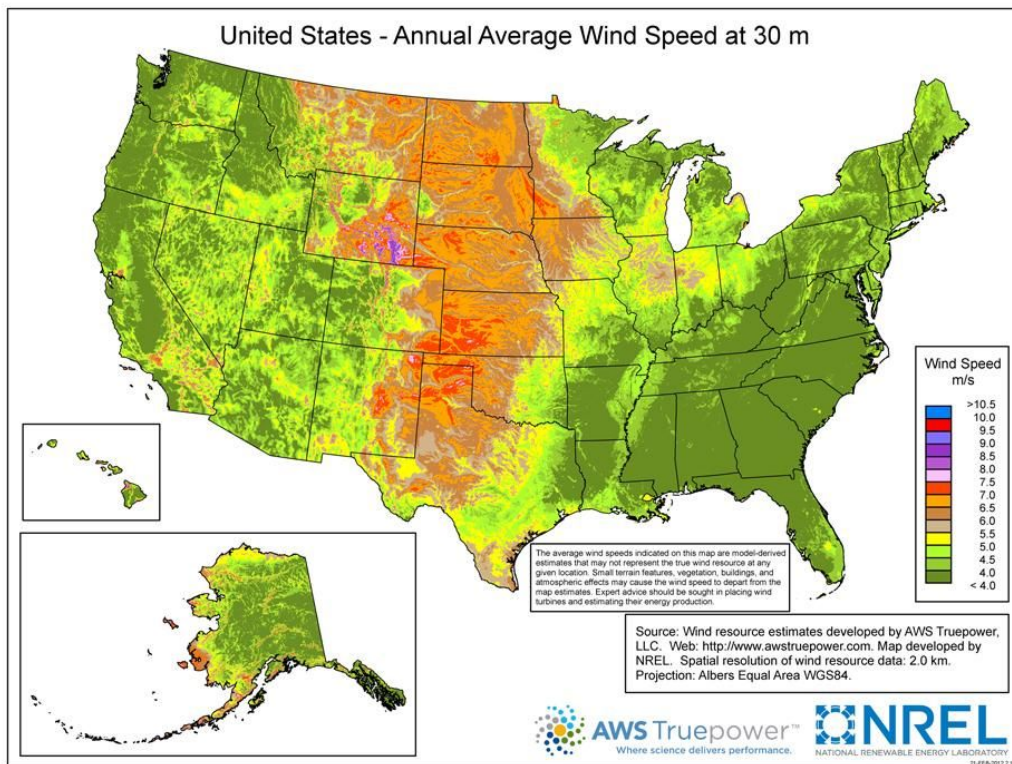 United States - Annual Average Wind Speed at 30 m
Wind Speed
m/s
>10.5
10.0
9.5
9.0
8.5
8.0
7.5
7.0
6.5
6.0
5.5
5.0
4.5
4.0
< 4.0
The average wind speeds indicated on this map are model-derived
estimates that may not represent the true wind resource at any
given location. Small terrain features, vegetation, buildings, and
atmospheric effects may cause the wind speed to depart from the
map estimates. Expert advice should be sought in placing wind
turbines and estimating their energy production.
Source: Wind resource estimates developed by AWS Truepower,
LLC. Web: http://www.awstruepower.com. Map developed by
NREL. Spatial resolution of wind resource data: 2.0 km.
Projection: Albers Equal Area WGS84.
AWS Truepower™
Where science delivers performance.
NREL
NATIONAL RENEWABLE ENERGY LABORATORY